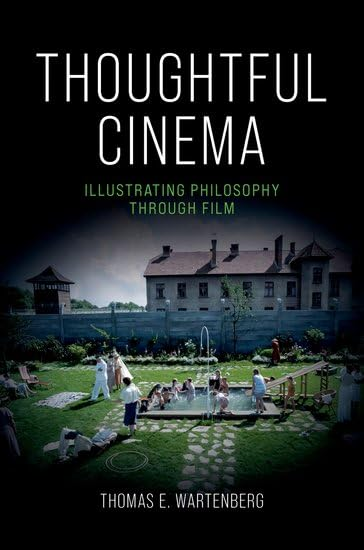 THOUGHTFUL
CINEMA
ILLUSTRATING PHILOSOPHY
THROUGH FILM
THOMAS E. WARTENBERG